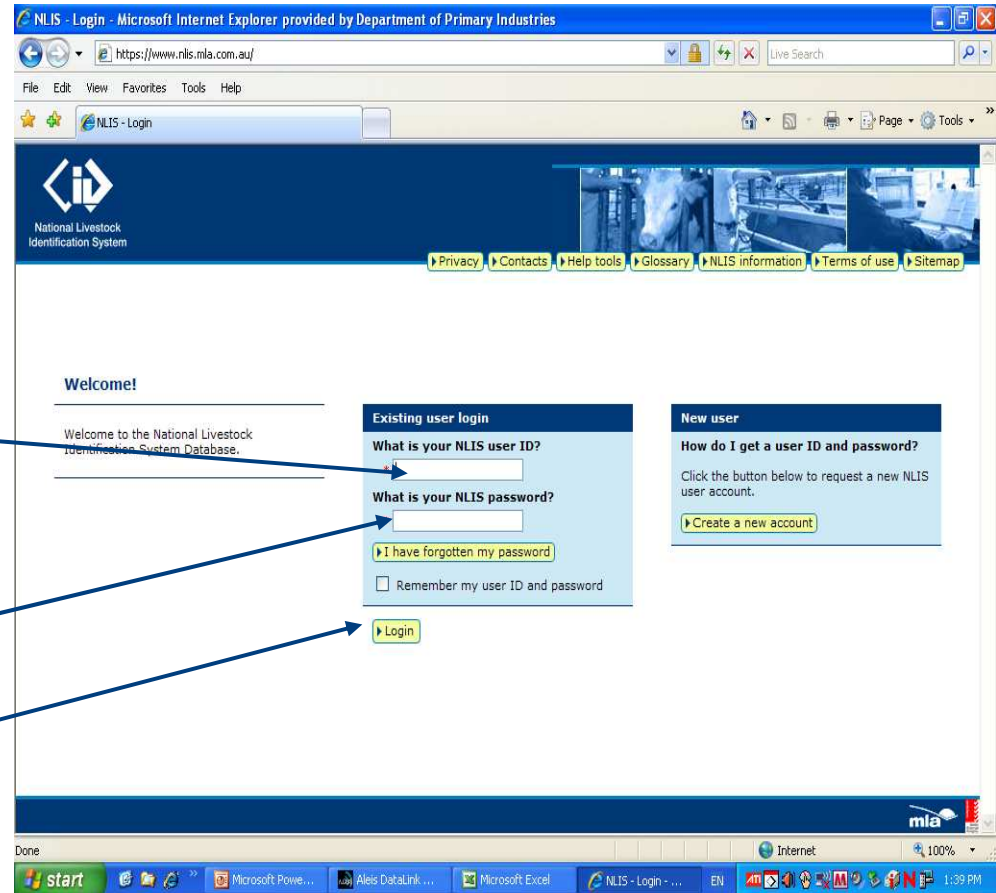 NLIS - Login - Microsoft Internet Explorer provided by Department of Primary Industries
https://www.nlis.mla.com.au/
Live Search
File Edit View Favorites Tools Help
NLIS - Login
Page Tools
National Livestock
Identification System
Privacy Contacts Help tools Glossary NLIS information Terms of use Sitemap
Welcome!
Welcome to the National Livestock
Identification System Database.
Existing user login
What is your NLIS user ID?
*
What is your NLIS password?
I have forgotten my password
Remember my user ID and password
Login
New user
How do I get a user ID and password?
Click the button below to request a new NLIS
user account.
Create a new account
mla
Done
Internet
100%
start
Microsoft Powe...
Aleis DataLink ...
Microsoft Excel
NLIS - Login - ...
EN
1:39 PM